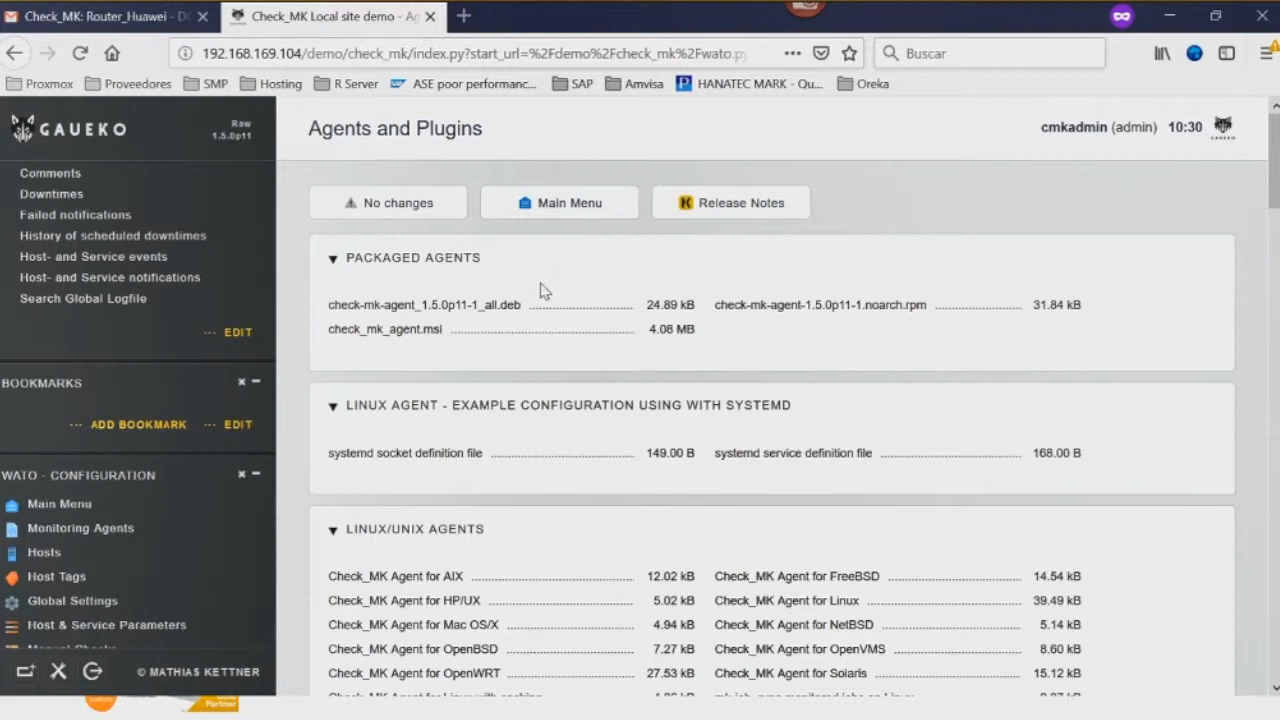 Check_MK: Router_Huawei - D
Check_MK Local site demo - Ag
192.168.169.104/demo/check_mk/index.py?start_url=%2Fdemo%2Fcheck_mk%2Fwato.py
Buscar
Proxmox
Proveedores
SMP
Hosting
R Server
ASE poor performanc...
SAP
Amvisa
HANATEC MARK - Qu...
Oreka
GAUEKO
Raw
1.5.0p11
Agents and Plugins
cmkadmin (admin) 10:30
GAUEKO
Comments
Downtimes
Failed notifications
History of scheduled downtimes
Host- and Service events
Host- and Service notifications
Search Global Logfile
EDIT
BOOKMARKS
ADD BOOKMARK
EDIT
WATO - CONFIGURATION
Main Menu
Monitoring Agents
Hosts
Host Tags
Global Settings
Host & Service Parameters
Manual Checks
© MATHIAS KETTNER
No changes
Main Menu
Release Notes
PACKAGED AGENTS
check-mk-agent_1.5.0p11-1_all.deb 24.89 kB
check-mk-agent-1.5.0p11-1.noarch.rpm 31.84 kB
check_mk_agent.msi 4.08 MB
LINUX AGENT - EXAMPLE CONFIGURATION USING WITH SYSTEMD
systemd socket definition file 149.00 B
systemd service definition file 168.00 B
LINUX/UNIX AGENTS
Check_MK Agent for AIX 12.02 kB
Check_MK Agent for FreeBSD 14.54 kB
Check_MK Agent for HP/UX 5.02 kB
Check_MK Agent for Linux 39.49 kB
Check_MK Agent for Mac OS/X 4.94 kB
Check_MK Agent for NetBSD 5.14 kB
Check_MK Agent for OpenBSD 7.27 kB
Check_MK Agent for OpenVMS 8.60 kB
Check_MK Agent for OpenWRT 27.53 kB
Check_MK Agent for Solaris 15.12 kB
Partner